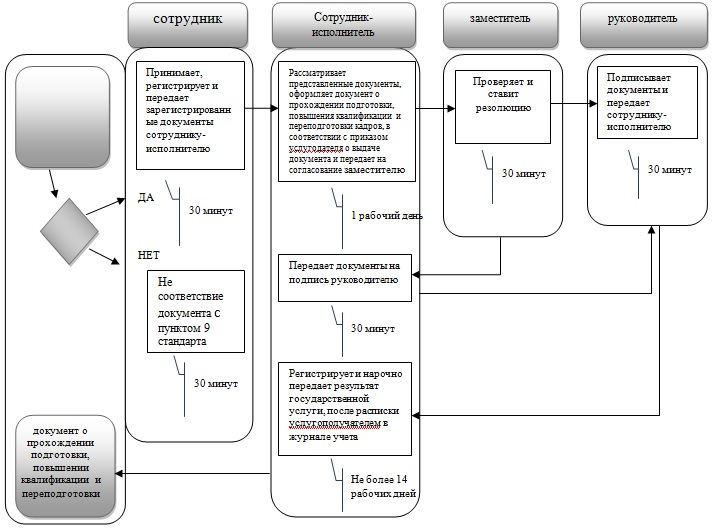 сотрудник
Сотрудник-
исполнитель
заместитель
руководитель
Принимает,
регистрирует и
передает
зарегистрированн
ые документы
сотруднику-
исполнителю
Рассматривает
представленные документы,
оформляет документ о
прохождении подготовки,
повышения квалификации и
переподготовки кадров, в
соответствии с приказом
услугодателя о выдаче
документа и передает на
согласование заместителю
Проверяет и
ставит
резолюцию
Подписывает
документы и
передает
сотруднику-
исполнителю
30 минут
30 минут
ДА
30 минут
1 рабочий день
НЕТ
Не
соответствие
документа с
пунктом 9
стандарта
Передает документы на
подпись руководителю
30 минут
30 минут
Регистрирует и нарочно
передает результат
государственной
услуги, после расписки
услугополучателем в
журнале учета
документ о
прохождении
подготовки,
повышении
квалификации и
переподготовки
Не более 14
рабочих дней